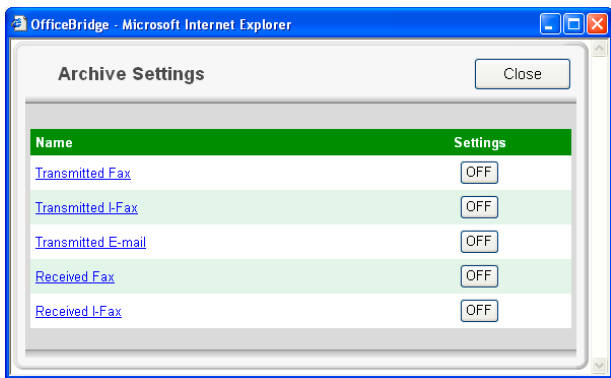 OfficeBridge - Microsoft Internet Explorer
Archive Settings Close
Name Settings
Transmitted Fax OFF
Transmitted I-Fax OFF
Transmitted E-mail OFF
Received Fax OFF
Received I-Fax OFF